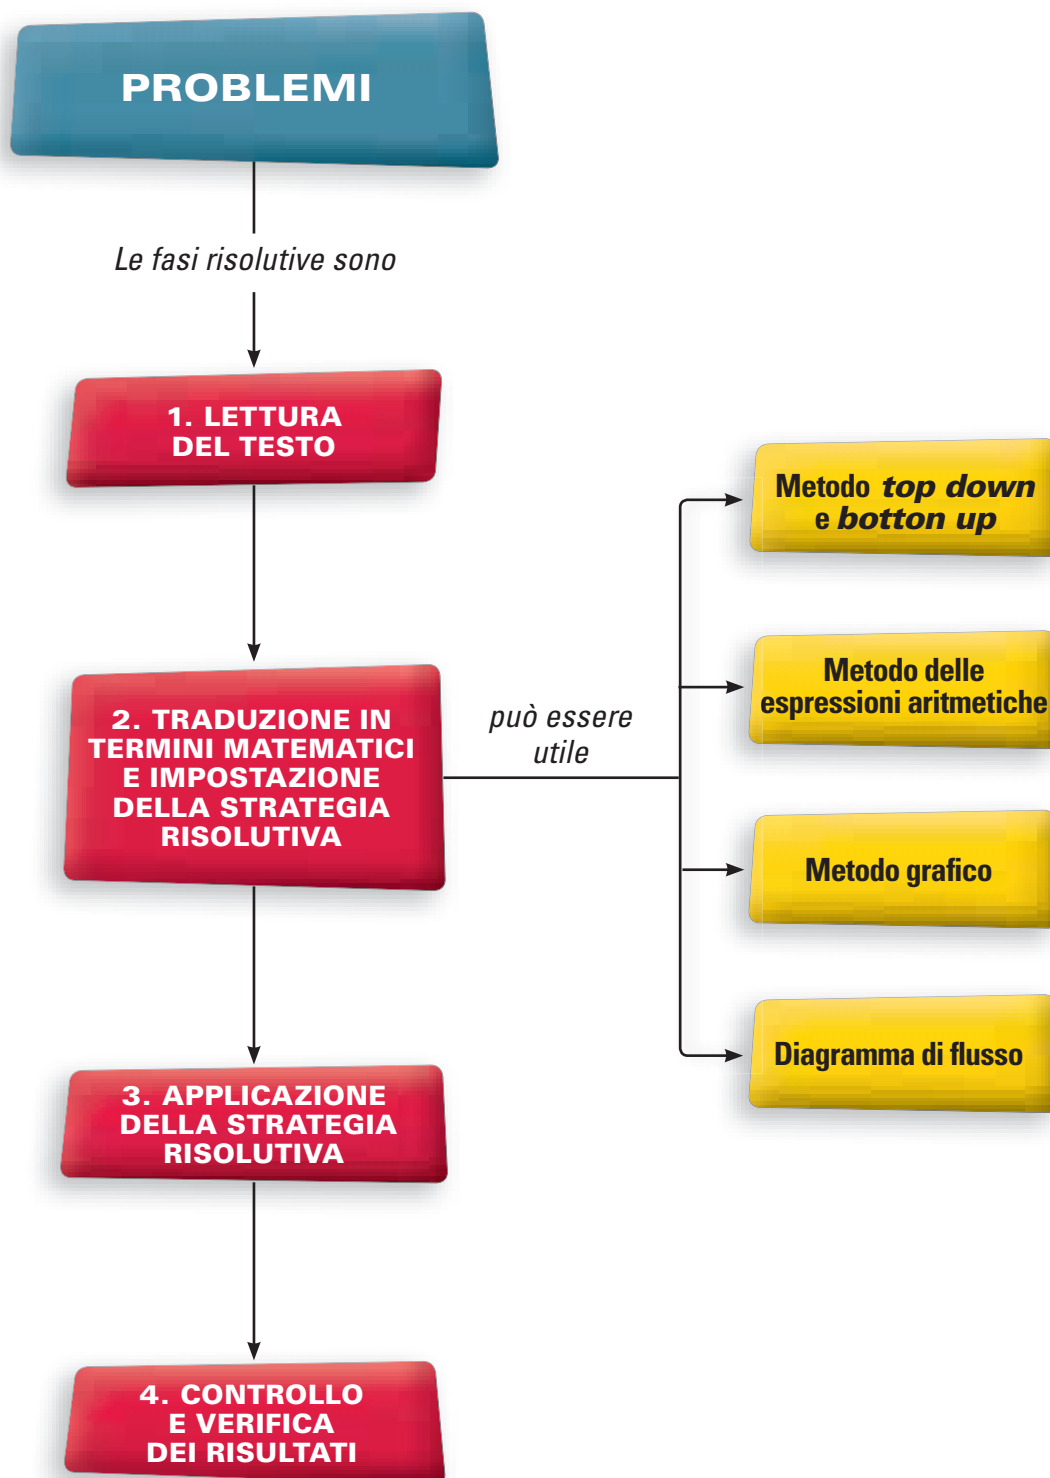 PROBLEMI
Le fasi risolutive sono
1. LETTURA
DEL TESTO
2. TRADUZIONE IN
TERMINI MATEMATICI
E IMPOSTAZIONE
DELLA STRATEGIA
RISOLUTIVA
può essere
utile
Metodo top down
e botton up
Metodo delle
espressioni aritmetiche
Metodo grafico
Diagramma di flusso
3. APPLICAZIONE
DELLA STRATEGIA
RISOLUTIVA
4. CONTROLLO
E VERIFICA
DEI RISULTATI